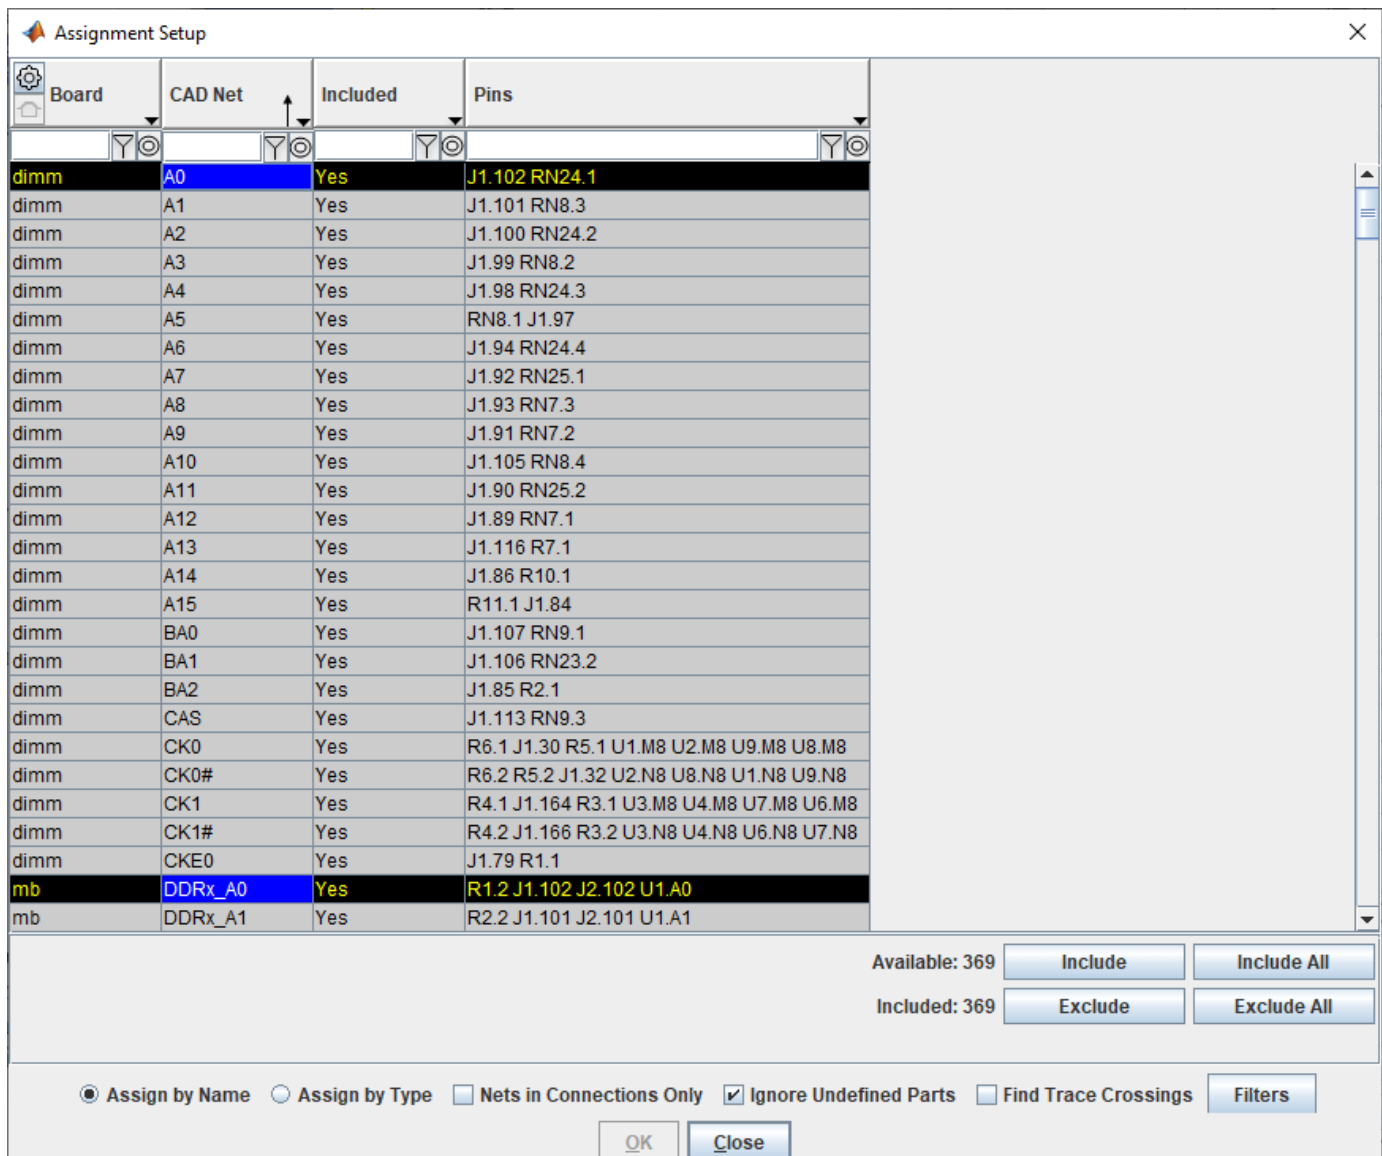 Assignment Setup
Board CAD Net Included Pins
dimm A0 Yes J1.102 RN24.1
dimm A1 Yes J1.101 RN8.3
dimm A2 Yes J1.100 RN24.2
dimm A3 Yes J1.99 RN8.2
dimm A4 Yes J1.98 RN24.3
dimm A5 Yes RN8.1 J1.97
dimm A6 Yes J1.94 RN24.4
dimm A7 Yes J1.92 RN25.1
dimm A8 Yes J1.93 RN7.3
dimm A9 Yes J1.91 RN7.2
dimm A10 Yes J1.105 RN8.4
dimm A11 Yes J1.90 RN25.2
dimm A12 Yes J1.89 RN7.1
dimm A13 Yes J1.116 R7.1
dimm A14 Yes J1.86 R10.1
dimm A15 Yes R11.1 J1.84
dimm BA0 Yes J1.107 RN9.1
dimm BA1 Yes J1.106 RN23.2
dimm BA2 Yes J1.85 R2.1
dimm CAS Yes J1.113 RN9.3
dimm CK0 Yes R6.1 J1.30 R5.1 U1.M8 U2.M8 U9.M8 U8.M8
dimm CK0# Yes R6.2 R5.2 J1.32 U2.N8 U8.N8 U1.N8 U9.N8
dimm CK1 Yes R4.1 J1.164 R3.1 U3.M8 U4.M8 U7.M8 U6.M8
dimm CK1# Yes R4.2 J1.166 R3.2 U3.N8 U4.N8 U6.N8 U7.N8
dimm CKE0 Yes J1.79 R1.1
mb DDRx_A0 Yes R1.2 J1.102 J2.102 U1.A0
mb DDRx_A1 Yes R2.2 J1.101 J2.101 U1.A1
Available: 369 Include Include All
Included: 369 Exclude Exclude All
Assign by Name Assign by Type Nets in Connections Only Ignore Undefined Parts Find Trace Crossings Filters
OK Close